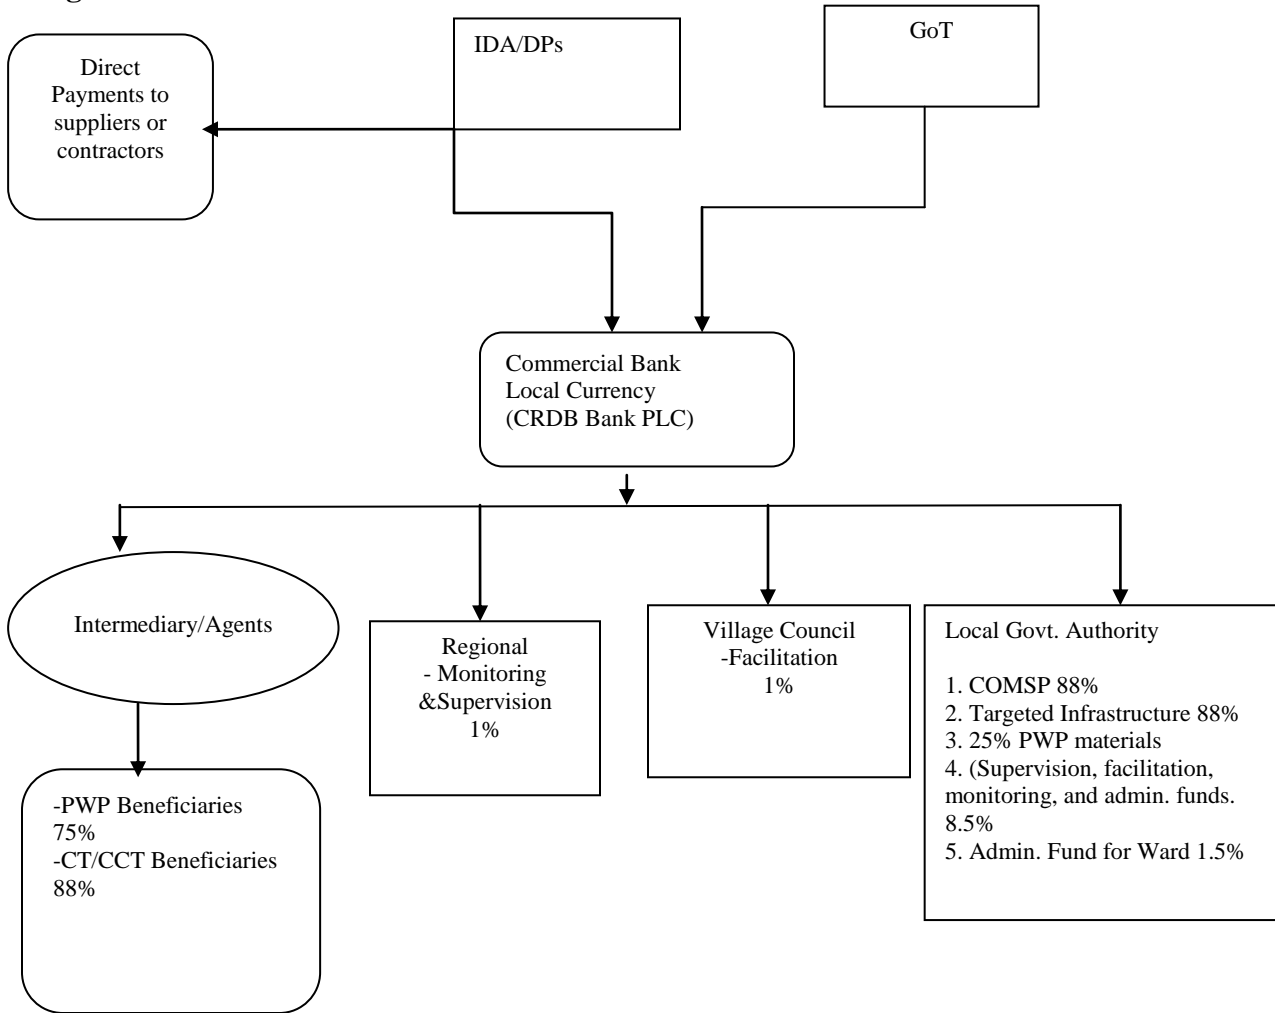 Direct
Payments to
suppliers or
contractors
IDA/DPs
GoT
Commercial Bank
Local Currency
(CRDB Bank PLC)
Intermediary/Agents
Regional
- Monitoring
&Supervision
1%
Village Council
-Facilitation
1%
Local Govt. Authority
1. COMSP 88%
2. Targeted Infrastructure 88%
3. 25% PWP materials
4. (Supervision, facilitation,
monitoring, and admin. funds.
8.5%
5. Admin. Fund for Ward 1.5%
-PWP Beneficiaries
75%
-CT/CCT Beneficiaries
88%